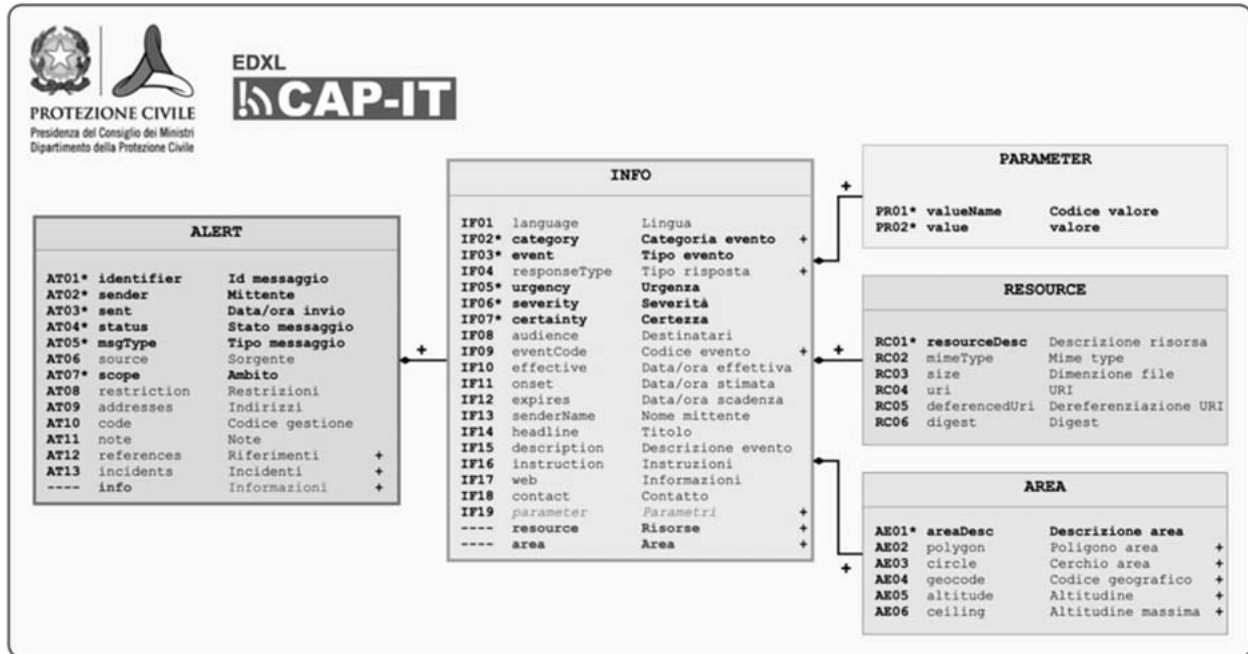 EDXL
CAP-IT
PROTEZIONE CIVILE
Presidenza del Consiglio dei Ministri
Dipartimento della Protezione Civile
ALERT
AT01* identifier Id messaggio
AT02* sender Mittente
AT03* sent Data/ora invio
AT04* status Stato messaggio
AT05* msgType Tipo messaggio
AT06 source Sorgente
AT07* scope Ambito
AT08 restriction Restrizioni
AT09 addresses Indirizzi
AT10 code Codice gestione
AT11 note Note
AT12 references Riferimenti +
AT13 incidents Incidenti +
---- info Informazioni +
+
INFO
IF01 language Lingua
IF02* category Categoria evento +
IF03* event Tipo evento
IF04 responseType Tipo risposta +
IF05* urgency Urgenza
IF06* severity Severità
IF07* certainty Certezza
IF08 audience Destinatari
IF09 eventCode Codice evento +
IF10 effective Data/ora effettiva
IF11 onset Data/ora stimata
IF12 expires Data/ora scadenza
IF13 senderName Nome mittente
IF14 headline Titolo
IF15 description Descrizione evento
IF16 instruction Instruzioni
IF17 web Informazioni
IF18 contact Contatto
IF19 parameter Parametri +
---- resource Risorse +
---- area Area +
+
PARAMETER
PR01* valueName Codice valore
PR02* value valore
+
RESOURCE
RC01* resourceDesc Descrizione risorsa
RC02 mimeType Mime type
RC03 size Dimenzione file
RC04 uri URI
RC05 deferencedUri Dereferenziazione URI
RC06 digest Digest
+
AREA
AE01* areaDesc Descrizione area
AE02 polygon Poligono area +
AE03 circle Cerchio area +
AE04 geocode Codice geografico +
AE05 altitude Altitudine +
AE06 ceiling Altitudine massima +